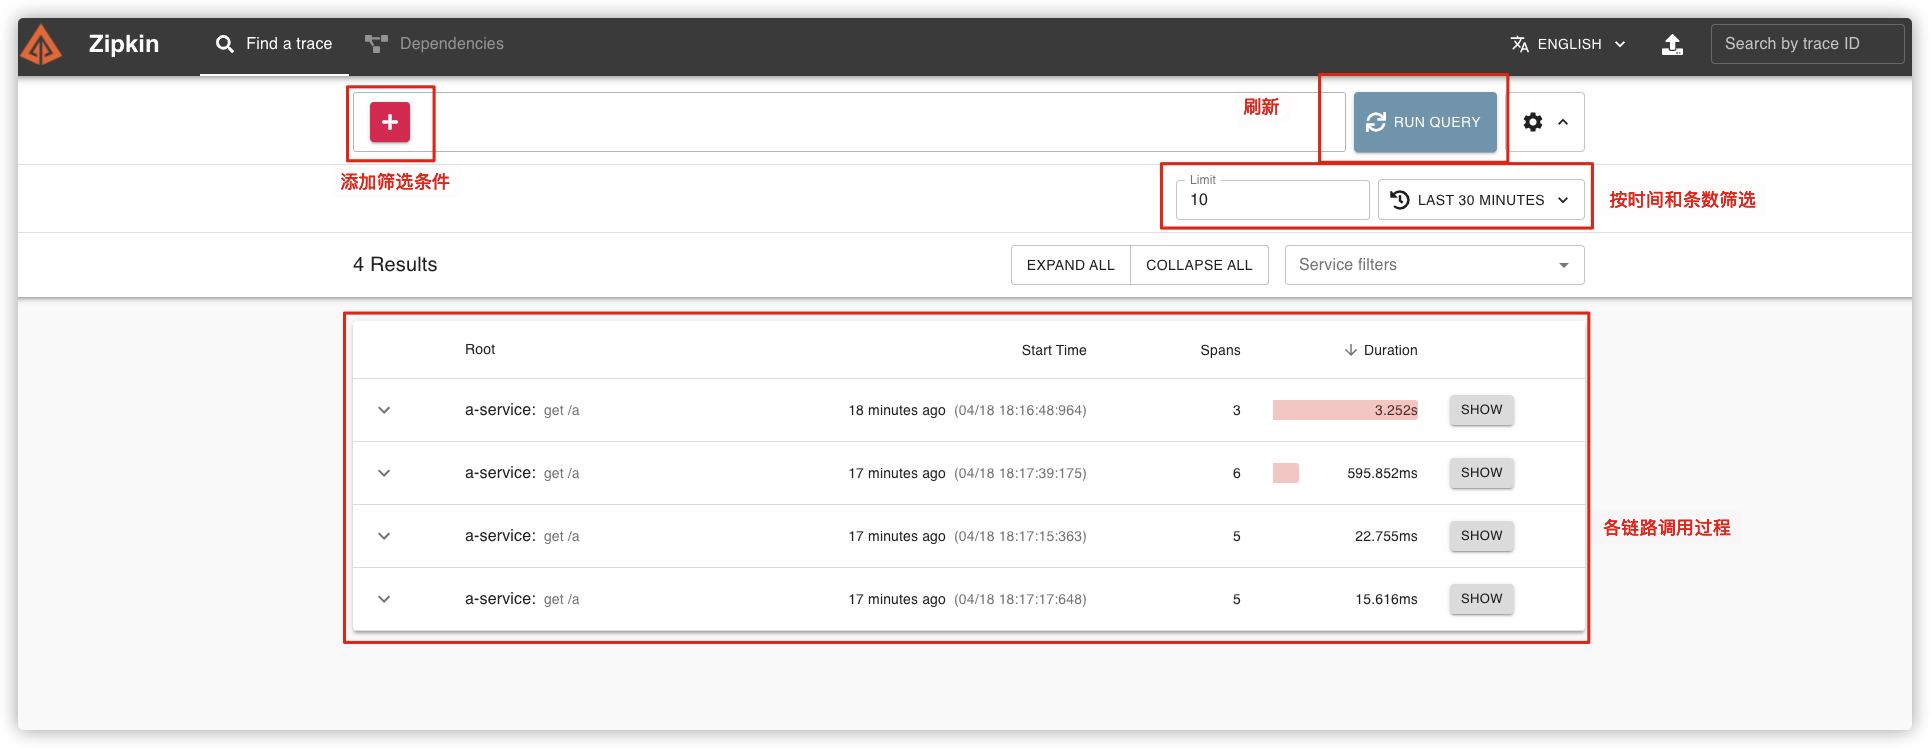 Zipkin Find a trace Dependencies ENGLISH Search by trace ID
刷新 RUN QUERY
添加筛选条件
Limit
10 LAST 30 MINUTES 按时间和条数筛选
4 Results EXPAND ALL COLLAPSE ALL Service filters
Root Start Time Spans Duration
a-service: get /a 18 minutes ago (04/18 18:16:48:964) 3 3.252s SHOW
a-service: get /a 17 minutes ago (04/18 18:17:39:175) 6 595.852ms SHOW
各链路调用过程
a-service: get /a 17 minutes ago (04/18 18:17:15:363) 5 22.755ms SHOW
a-service: get /a 17 minutes ago (04/18 18:17:17:648) 5 15.616ms SHOW